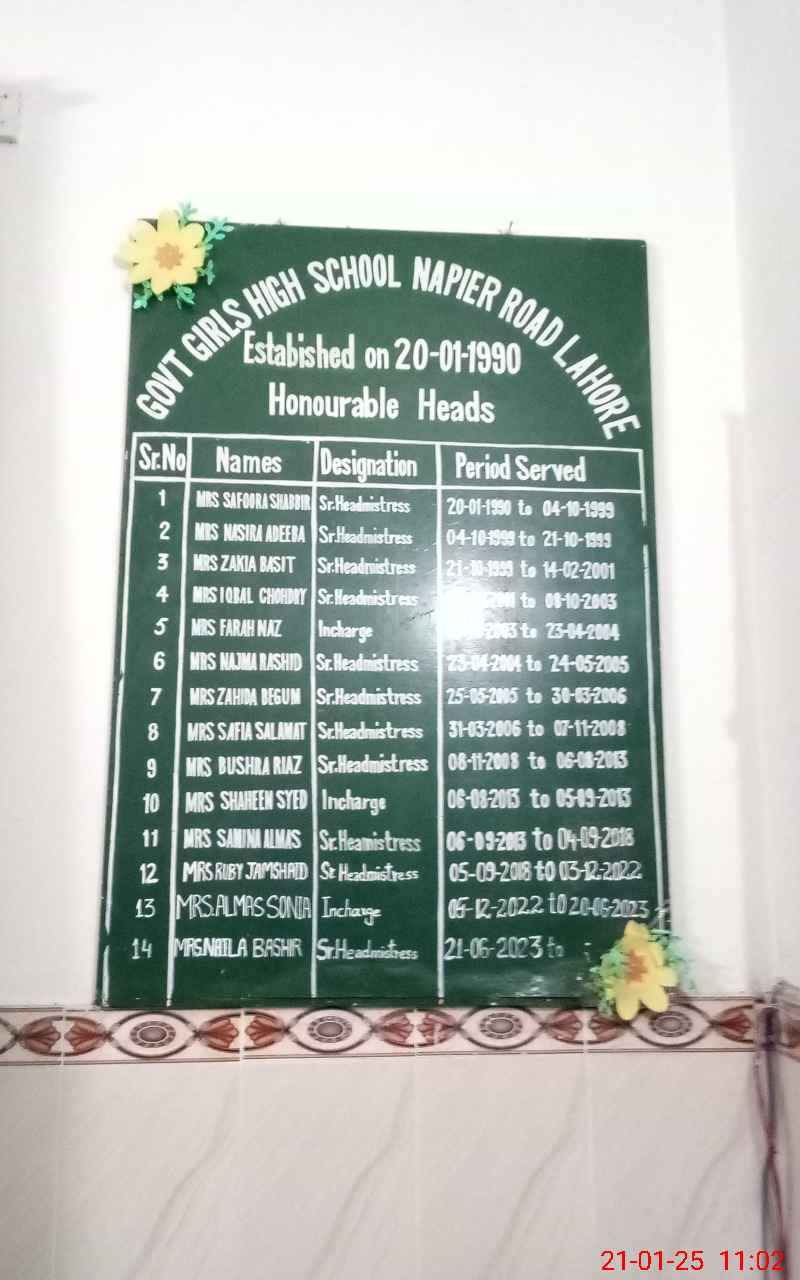 GOVT GIRLS HIGH SCHOOL NAPIER ROAD LAHORE
Estabished on 20-01-1990
Honourable Heads
Sr.No Names Designation Period Served
1 MRS SAFOORA SHABBIR Sr.Headmistress 20-01-1990 to 04-10-1999
2 MRS NASIRA ADEEBA Sr.Headmistress 04-10-1999 to 21-10-1999
3 MRS ZAKIA BASIT Sr.Headmistress 21-10-1999 to 14-02-2001
4 MRS IQBAL CHOHDRY Sr.Headmistress to 08-10-2003
5 MRS FARAH NAZ Incharge to 23-04-2004
6 MRS NAJMA RASHID Sr.Headmistress 23-04-2004 to 24-05-2005
7 MRS ZAHIDA BEGUM Sr.Headmistress 25-05-2005 to 30-03-2006
8 MRS SAFIA SALAMAT Sr.Headmistress 31-03-2006 to 07-11-2008
9 MRS BUSHRA RIAZ Sr.Headmistress 08-11-2008 to 06-08-2013
10 MRS SHAHEEN SYED Incharge 06-08-2013 to 05-09-2013
11 MRS SAMINA ALMAS Sr.Heamistress 06-09-2013 to 04-09-2018
12 MRS RUBY JAMSHAID Sr.Headmistress 05-09-2018 to 03-12-2022
13 MRS.ALMAS SONIA Incharge 05-12-2022 to 20-06-2023
14 MRS.NAILA BASHIR Sr.Headmistress 21-06-2023 to
21-01-25 11:02